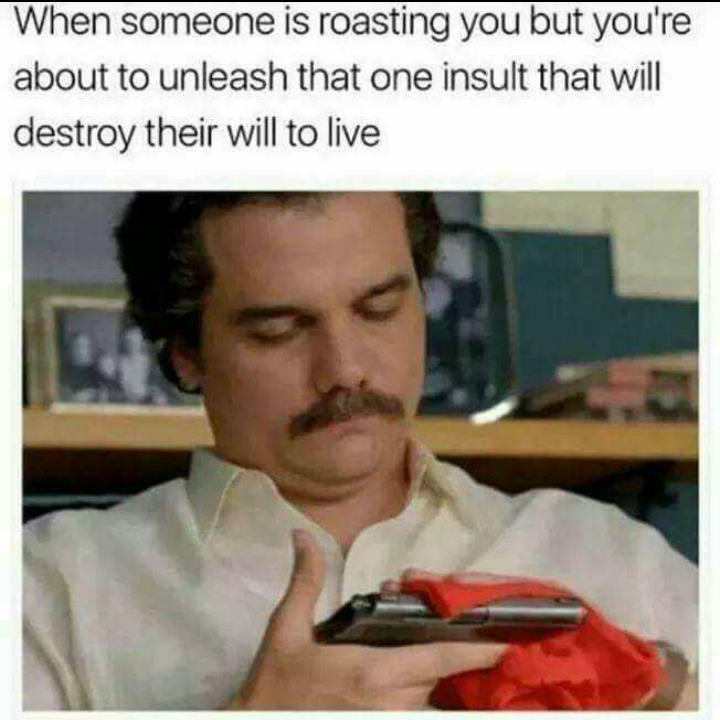 When someone is roasting you but you're
about to unleash that one insult that will
destroy their will to live